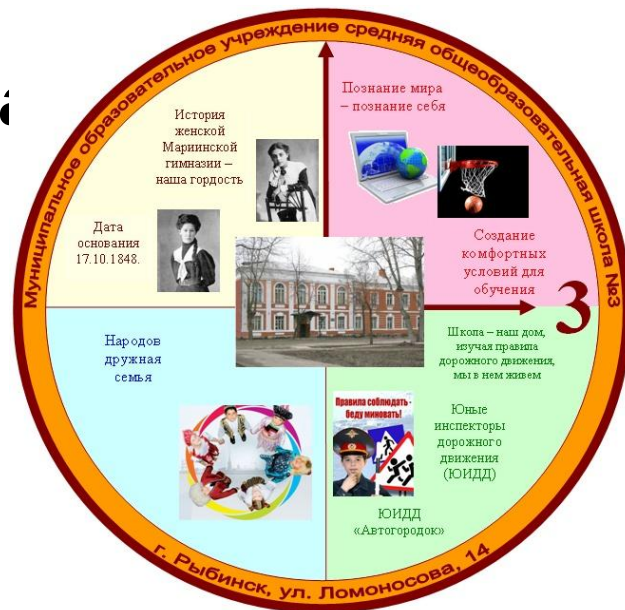 Муниципальное образовательное учреждение средняя общеобразовательная школа №3
История
женской
Мариинской
гимназии –
наша гордость
Дата
основания
17.10.1848.
Познание мира
– познание себя
Создание
комфортных
условий для
обучения
3
Народов
дружная
семья
Школа – наш дом,
изучая правила
дорожного движения,
мы в нем живем
Правила соблюдать -
беду миновать!
Юные
инспекторы
дорожного
движения
(ЮИДД)
ЮИДД
«Автогородок»
г. Рыбинск, ул. Ломоносова, 14